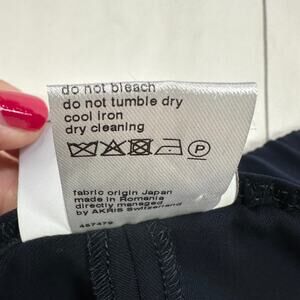 do not bleach
do not tumble dry
cool iron
dry cleaning
P
fabric origin Japan
made in Romania
directly managed
by AKRIS Switzerland